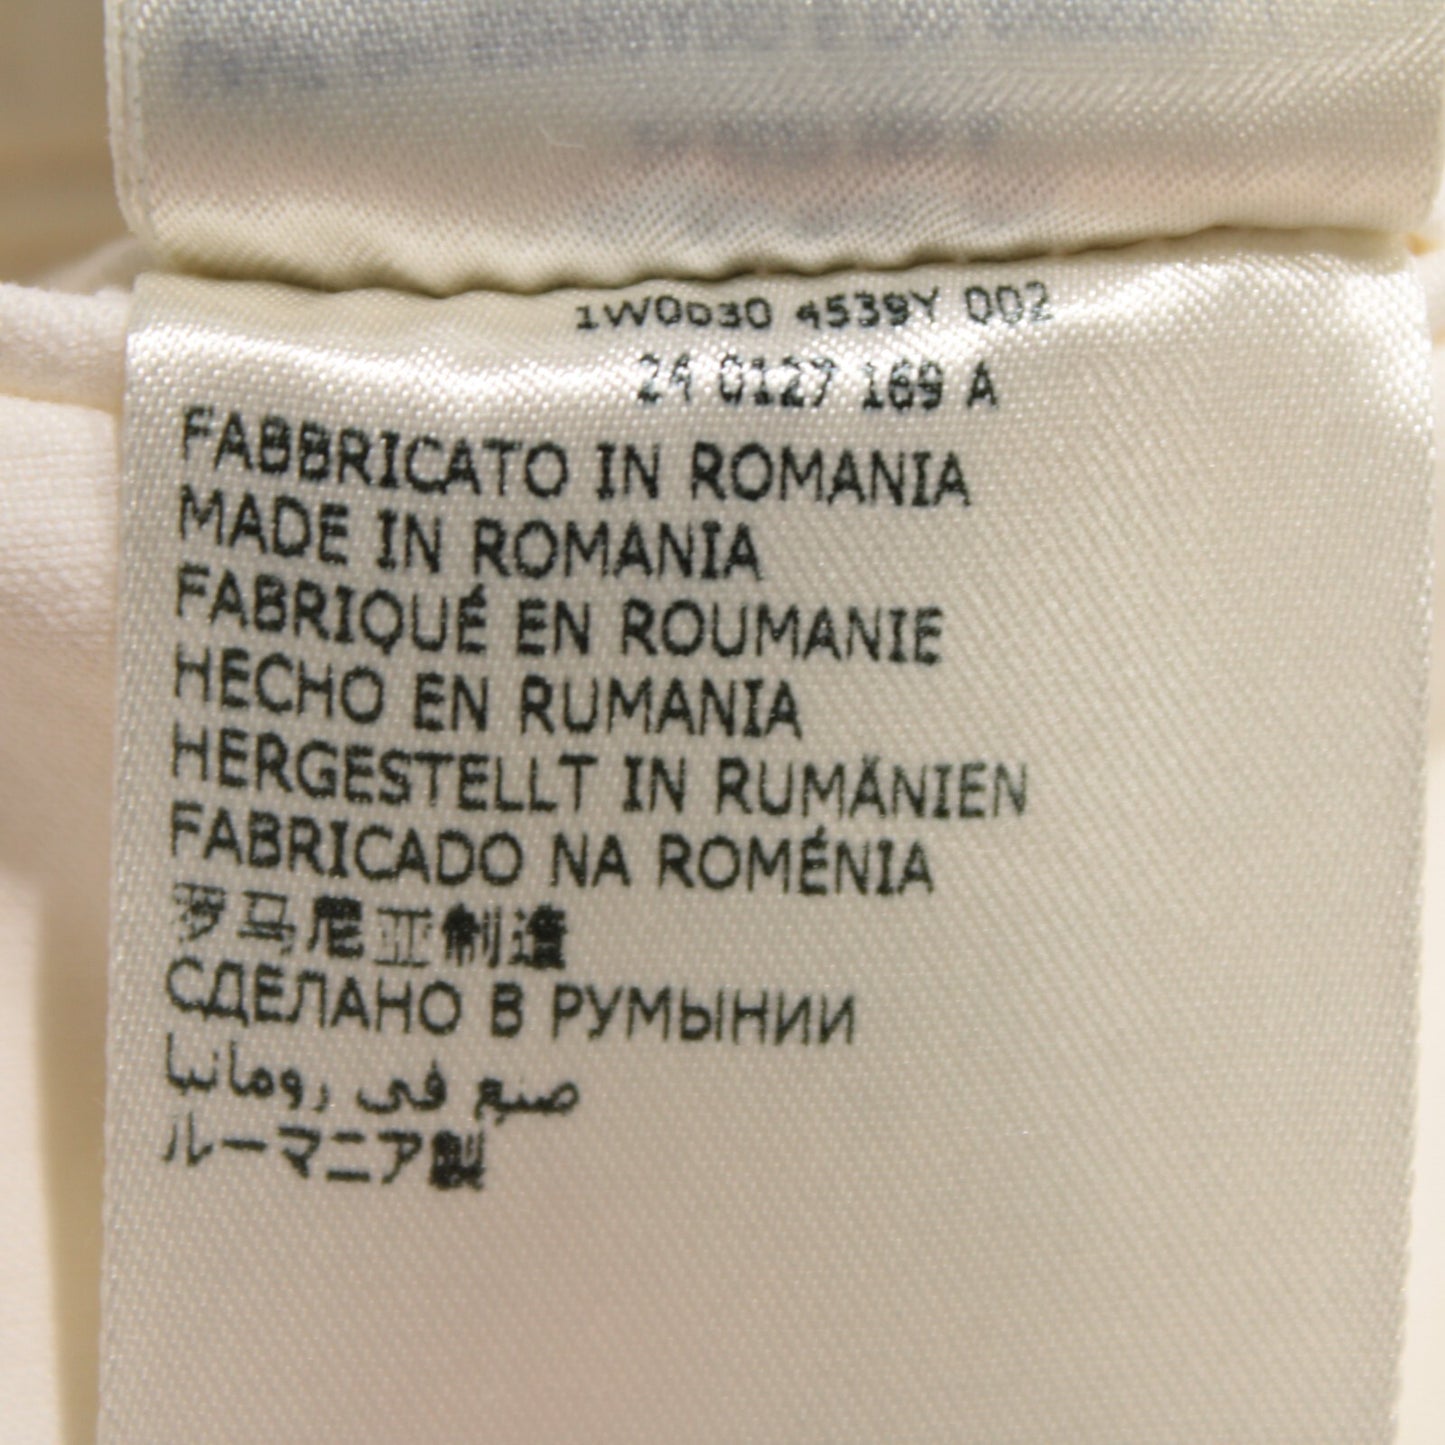 1W0630 4539Y 002
24 0127 169 A
FABBRICATO IN ROMANIA
MADE IN ROMANIA
FABRIQUÉ EN ROUMANIE
HECHO EN RUMANIA
HERGESTELLT IN RUMÄNIEN
FABRICADO NA ROMÉNIA
罗马尼亚制造
СДЕЛАНО В РУМЫНИИ
صنع في رومانيا
ルーマニア製